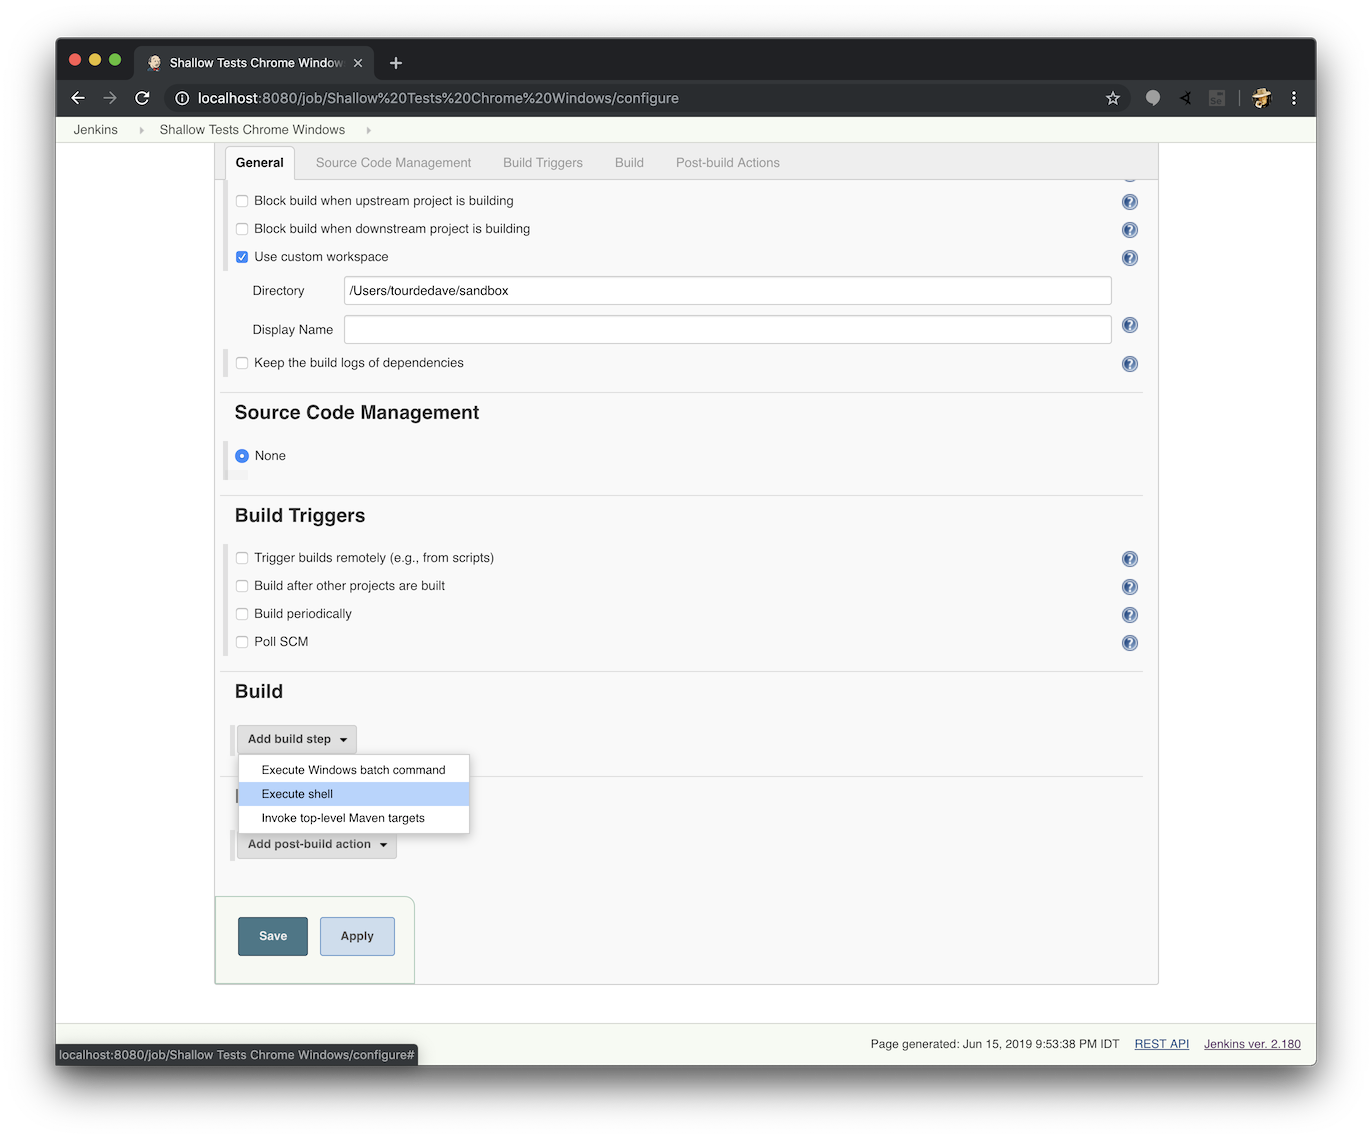 Shallow Tests Chrome Window
localhost:8080/job/Shallow%20Tests%20Chrome%20Windows/configure
Jenkins
Shallow Tests Chrome Windows
General
Source Code Management
Build Triggers
Build
Post-build Actions
Block build when upstream project is building
Block build when downstream project is building
Use custom workspace
Directory
/Users/tourdedave/sandbox
Display Name
Keep the build logs of dependencies
Source Code Management
None
Build Triggers
Trigger builds remotely (e.g., from scripts)
Build after other projects are built
Build periodically
Poll SCM
Build
Add build step
Execute Windows batch command
Execute shell
Invoke top-level Maven targets
Add post-build action
Save
Apply
Page generated: Jun 15, 2019 9:53:38 PM IDT
REST API
Jenkins ver. 2.180
localhost:8080/job/Shallow Tests Chrome Windows/configure#